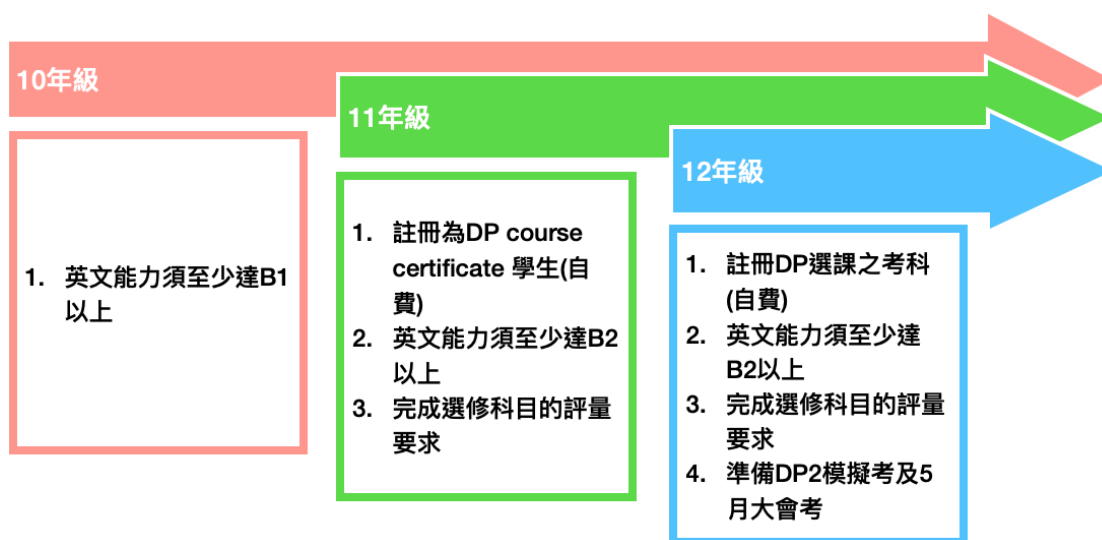 10年級
1. 英文能力須至少達B1
以上
11年級
1. 註冊為DP course
certificate 學生(自
費)
2. 英文能力須至少達B2
以上
3. 完成選修科目的評量
要求
12年級
1. 註冊DP選課之考科
(自費)
2. 英文能力須至少達
B2以上
3. 完成選修科目的評量
要求
4. 準備DP2模擬考及5
月大會考